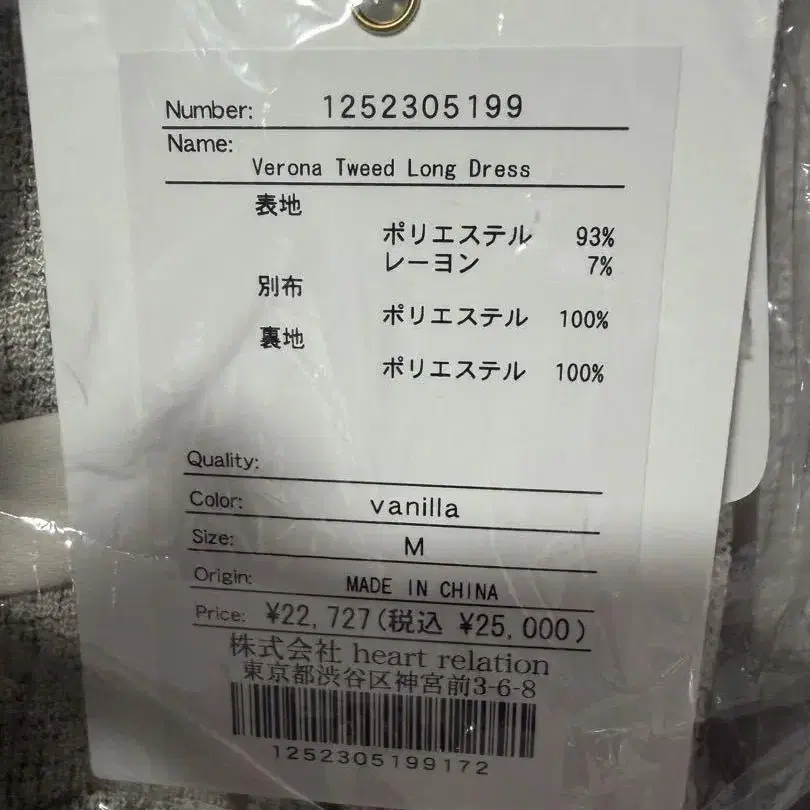 Number: 1252305199
Name:
Verona Tweed Long Dress
表地
ポリエステル 93%
レーヨン 7%
別布
ポリエステル 100%
裏地
ポリエステル 100%
Quality:
Color: vanilla
Size: M
Origin: MADE IN CHINA
Price: ¥22,727(税込 ¥25,000)
株式会社 heart relation
東京都渋谷区神宮前3-6-8
1252305199172